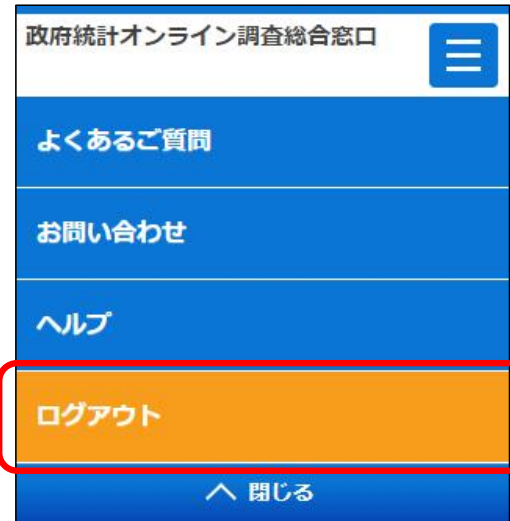 政府統計オンライン調査総合窓口
よくあるご質問
お問い合わせ
ヘルプ
ログアウト
閉じる